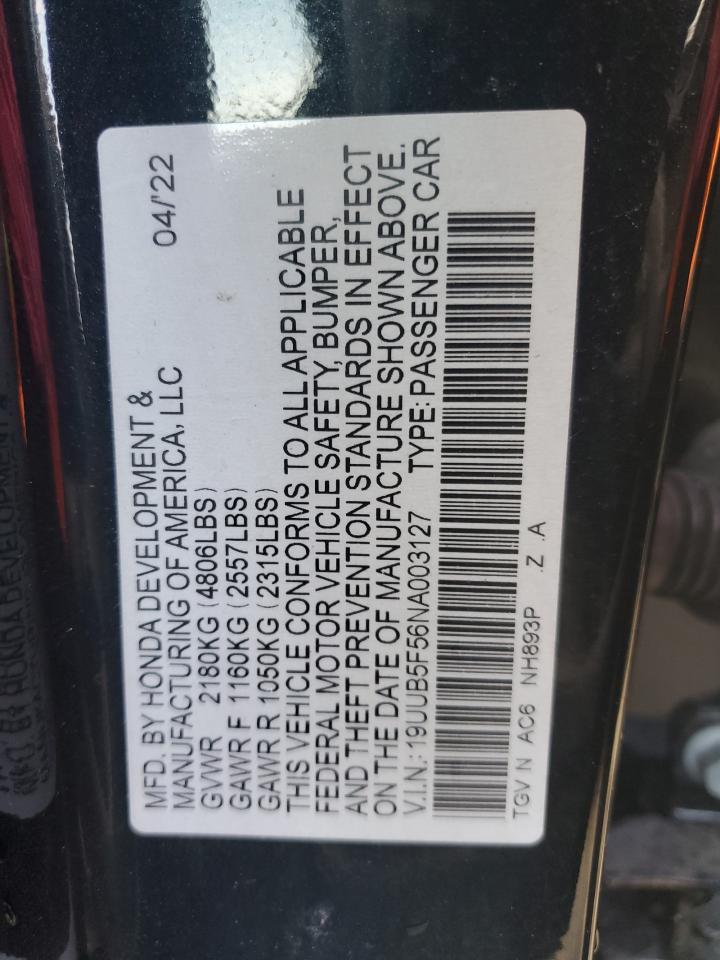 MFD. BY HONDA DEVELOPMENT &
MANUFACTURING OF AMERICA, LLC 04/'22
GVWR 2180KG (4806LBS)
GAWR F 1160KG (2557LBS)
GAWR R 1050KG (2315LBS)
THIS VEHICLE CONFORMS TO ALL APPLICABLE
FEDERAL MOTOR VEHICLE SAFETY, BUMPER,
AND THEFT PREVENTION STANDARDS IN EFFECT
ON THE DATE OF MANUFACTURE SHOWN ABOVE.
V.I.N.: 19UUB5F56NA003127 TYPE: PASSENGER CAR
TGV N AC6 NH893P .Z .A